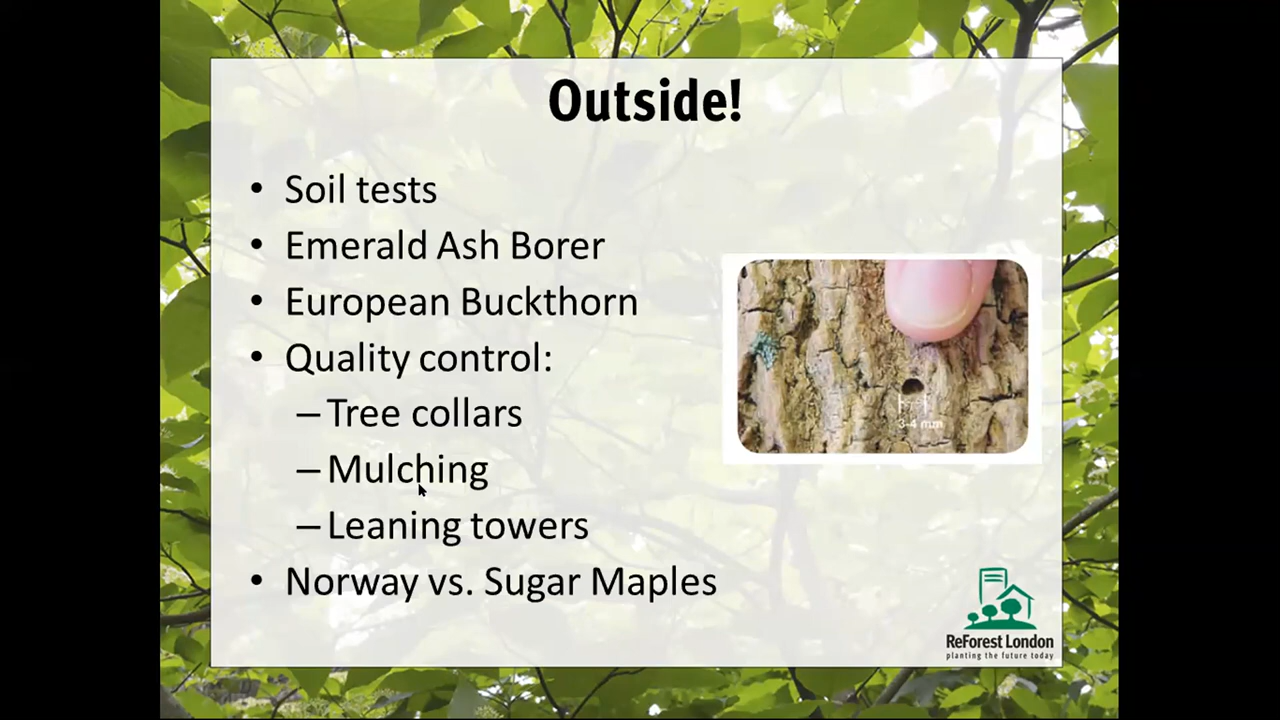 Outside!
• Soil tests
• Emerald Ash Borer
• European Buckthorn
• Quality control:
– Tree collars
– Mulching
– Leaning towers
• Norway vs. Sugar Maples
3-4 mm
ReForest London
planting the future today